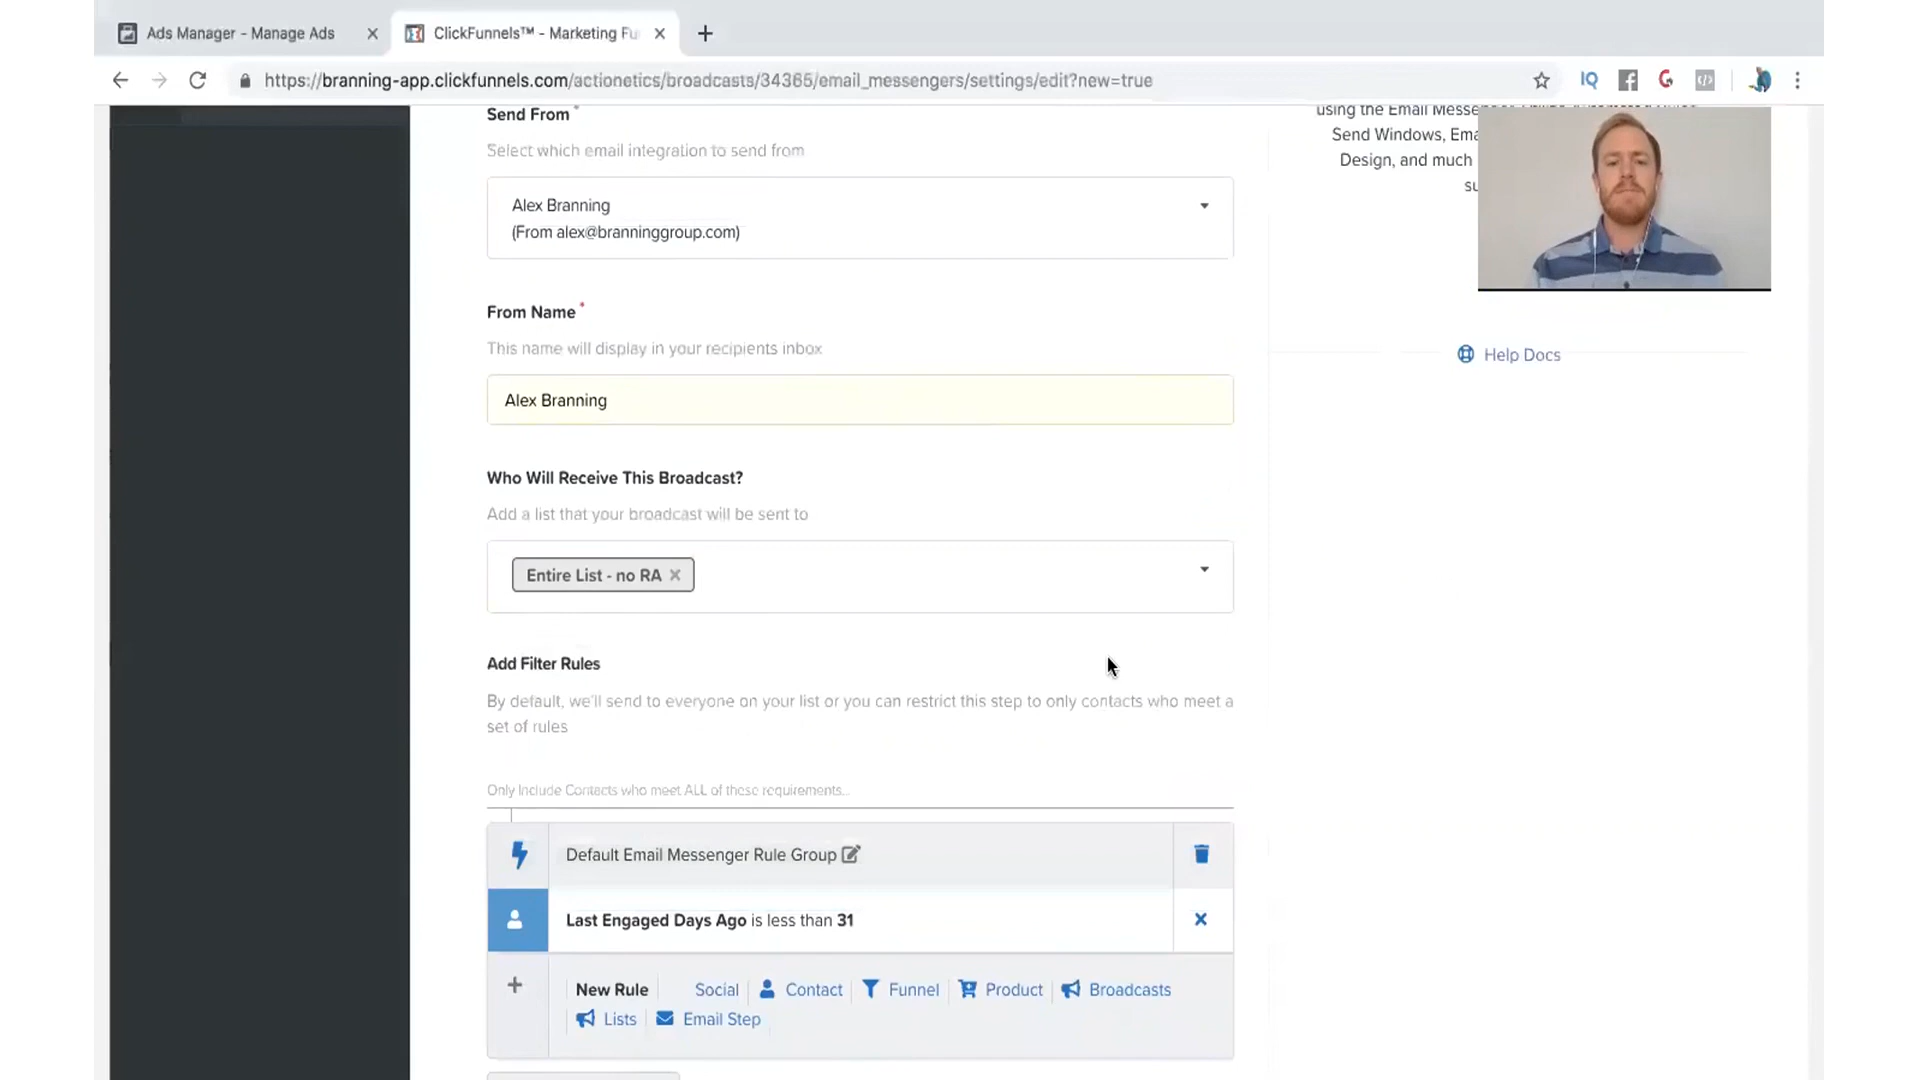 Ads Manager - Manage Ads
ClickFunnels™ - Marketing Fu
https://branning-app.clickfunnels.com/actionetics/broadcasts/34365/email_messengers/settings/edit?new=true
Send From *
Select which email integration to send from
Alex Branning
(From alex@branninggroup.com)
From Name *
This name will display in your recipients inbox
Alex Branning
Who Will Receive This Broadcast?
Add a list that your broadcast will be sent to
Entire List - no RA
Add Filter Rules
By default, we'll send to everyone on your list or you can restrict this step to only contacts who meet a
set of rules
Only Include Contacts who meet ALL of these requirements...
Default Email Messenger Rule Group
Last Engaged Days Ago is less than 31
New Rule Social Contact Funnel Product Broadcasts
Lists Email Step
using the Email
Send Windows,
Design, and much
Help Docs
IQ